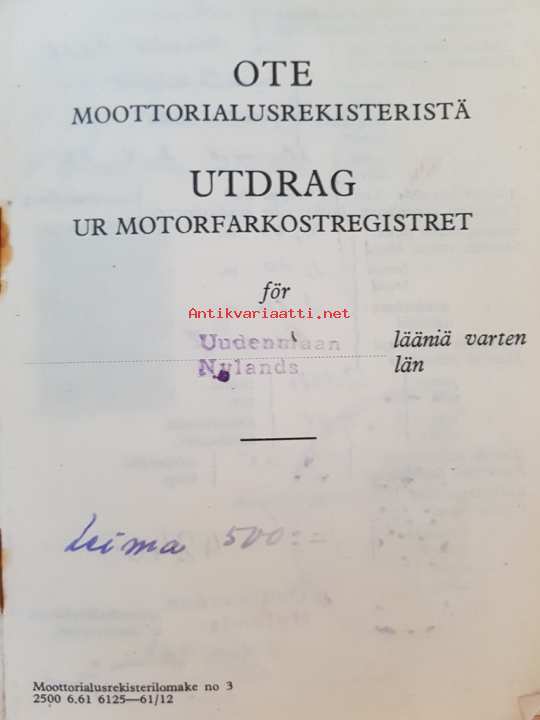 OTE
MOOTTORIALUSREKISTERISTÄ
UTDRAG
UR MOTORFARKOSTREGISTRET
för
Antikvariaatti.net
Uudenmaan lääniä varten
Nylands län
Leima 500:=
Moottorialusrekisterilomake no 3
2500 6.61 6125—61/12